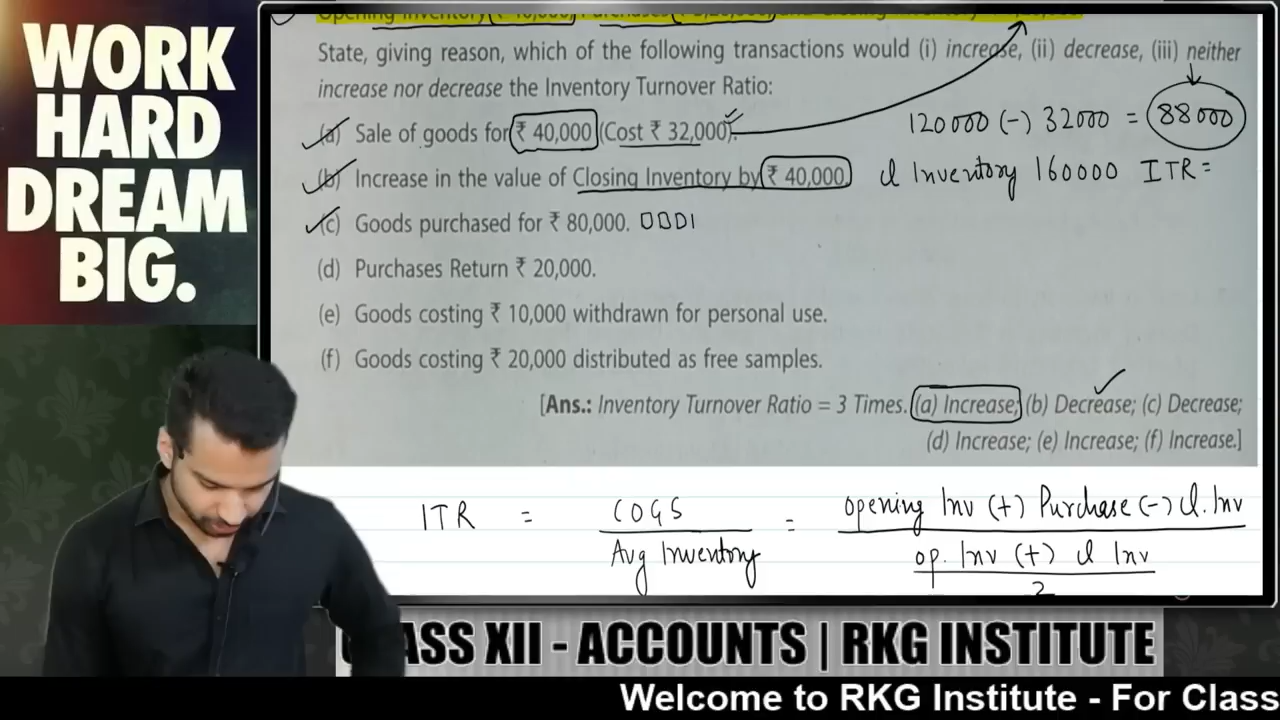 WORK
HARD
DREAM
BIG.
Opening Inventory Purchases
State, giving reason, which of the following transactions would (i) increase, (ii) decrease, (iii) neither
increase nor decrease the Inventory Turnover Ratio:
(a) Sale of goods for ₹ 40,000 (Cost ₹ 32,000).
120000 (-) 32000 = 88000
(b) Increase in the value of Closing Inventory by ₹ 40,000
Cl Inventory 160000 ITR =
(c) Goods purchased for ₹ 80,000.
(d) Purchases Return ₹ 20,000.
(e) Goods costing ₹ 10,000 withdrawn for personal use.
(f) Goods costing ₹ 20,000 distributed as free samples.
[Ans.: Inventory Turnover Ratio = 3 Times. (a) Increase; (b) Decrease; (c) Decrease;
(d) Increase; (e) Increase; (f) Increase.]
ITR = COGS = Opening Inv (+) Purchase (-) Cl. Inv
Avg Inventory op. Inv (+) Cl Inv
2
CLASS XII - ACCOUNTS | RKG INSTITUTE
Welcome to RKG Institute - For Class